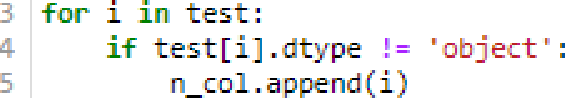 3 for i in test:
4     if test[i].dtype != 'object':
5         n_col.append(i)